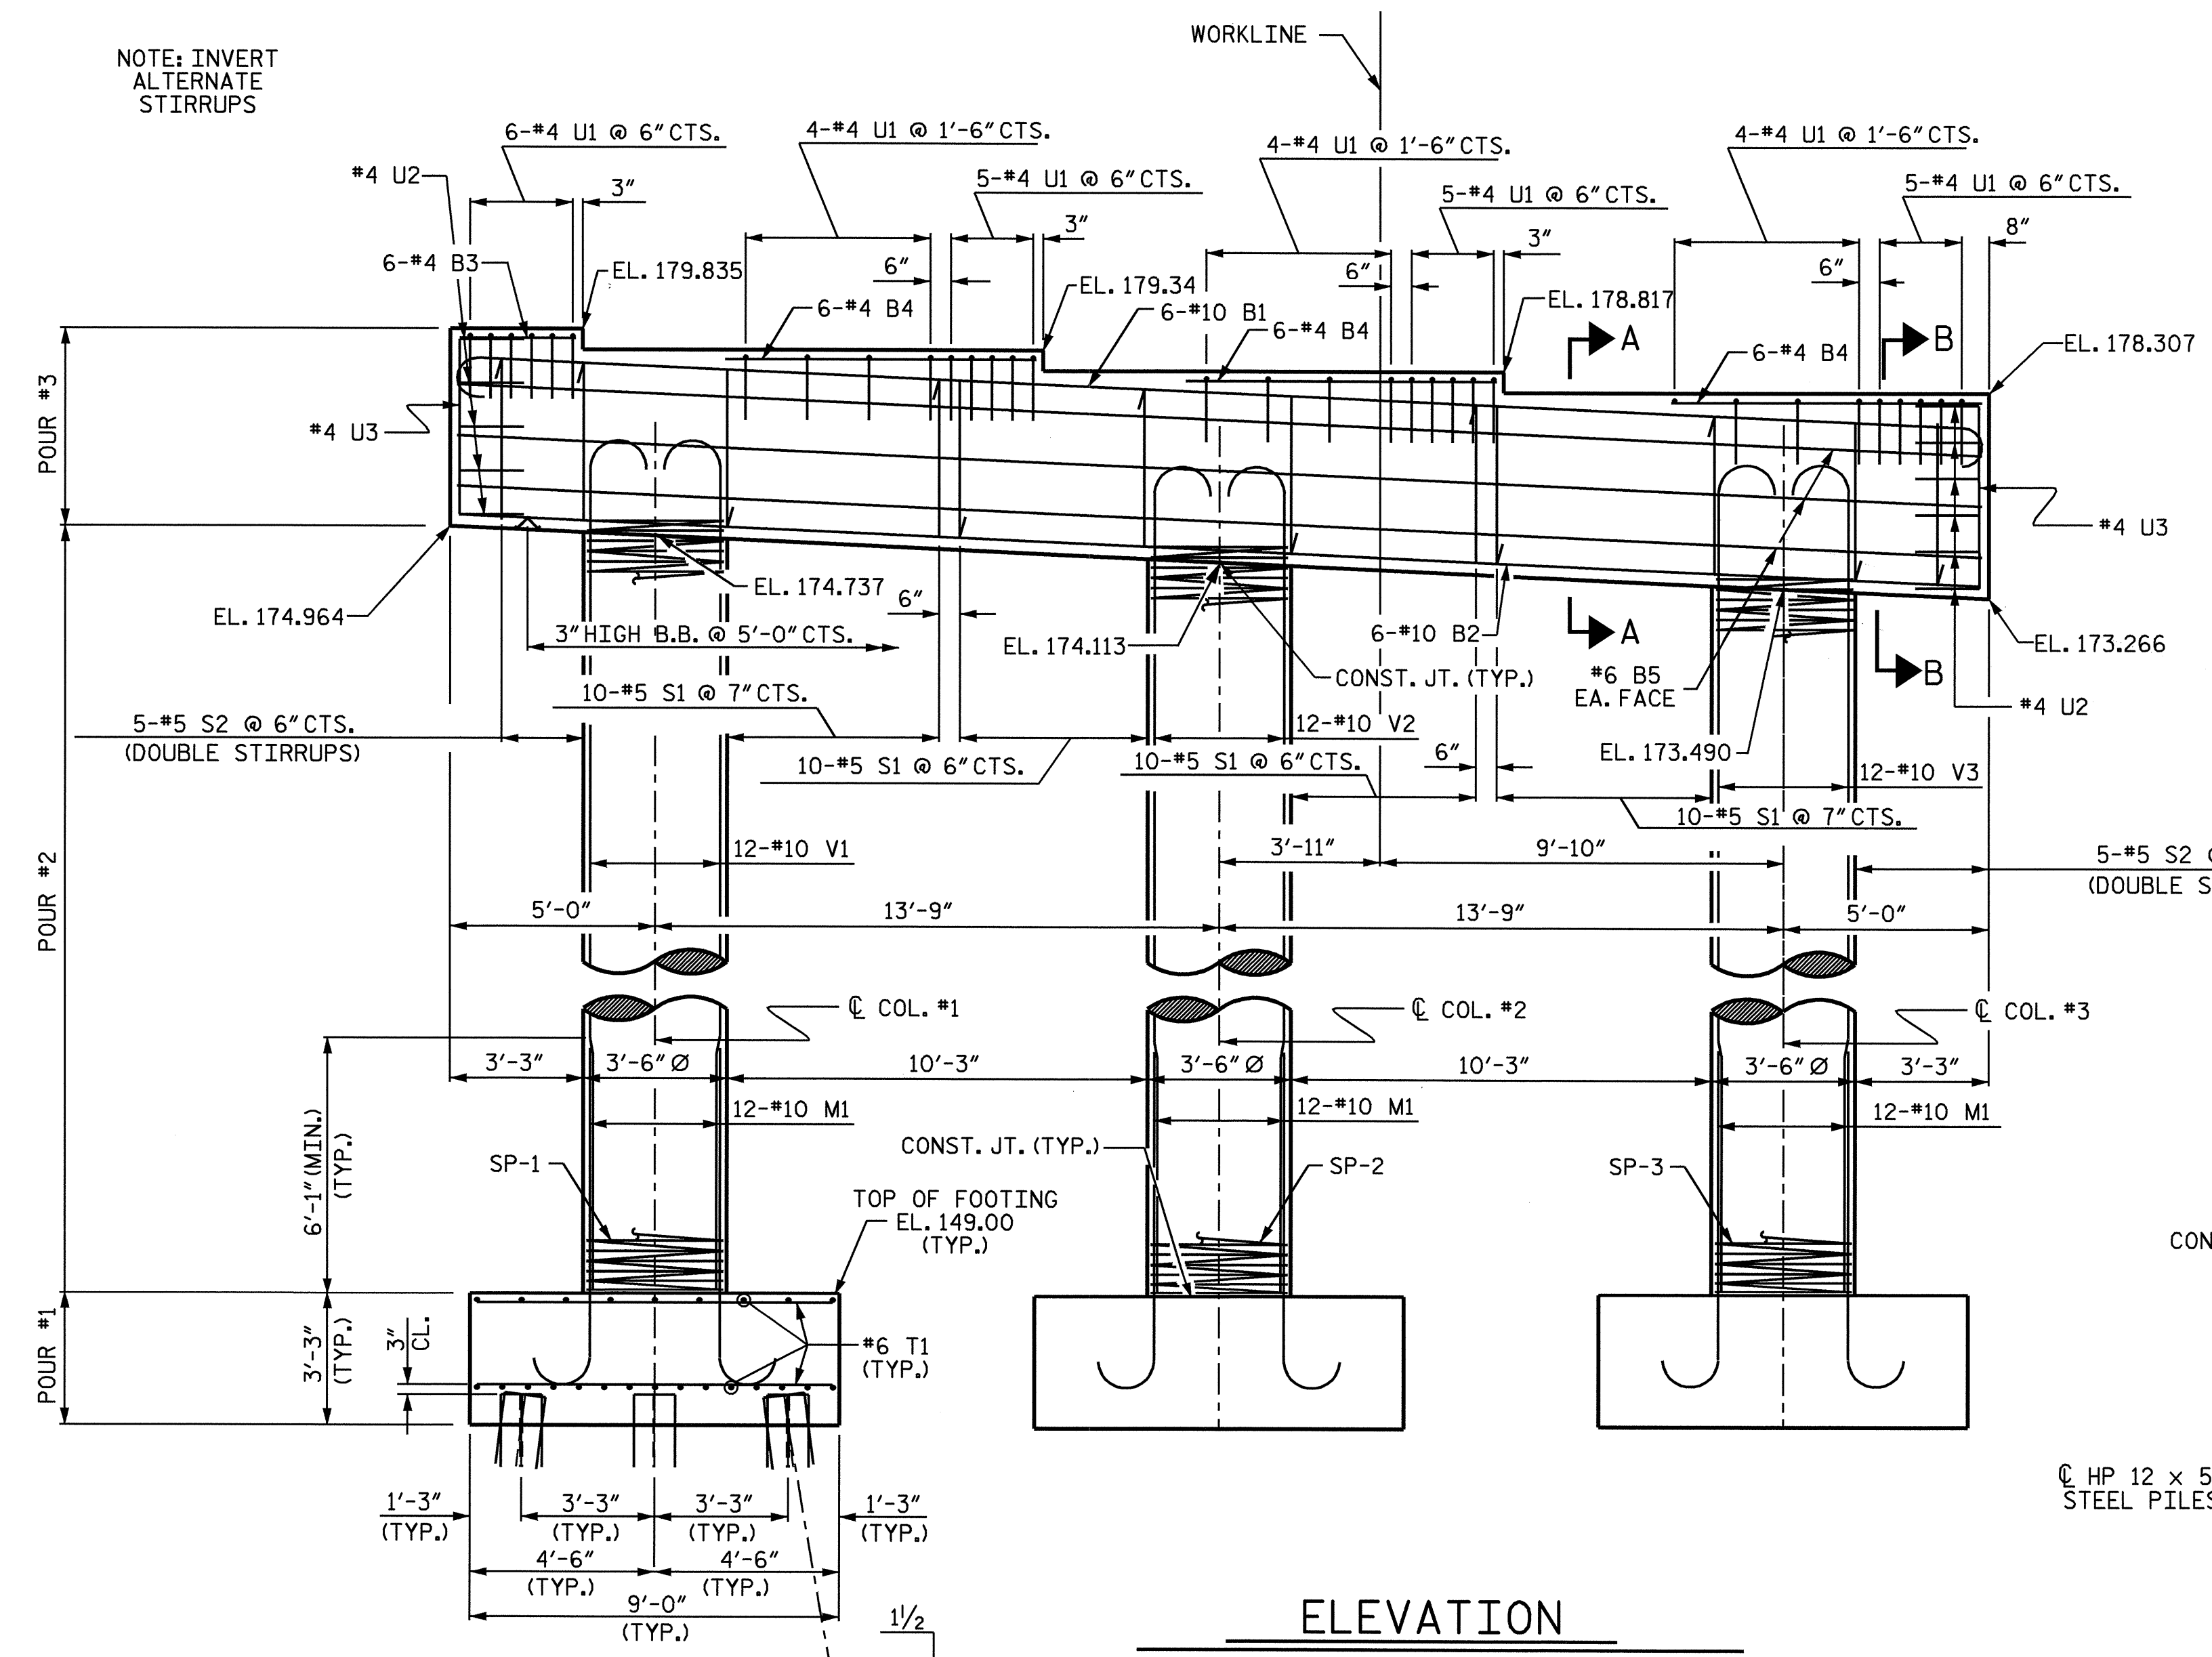 WORKLINE
NOTE: INVERT
ALTERNATE
STIRRUPS
6-#4 U1 @ 6" CTS.
4-#4 U1 @ 1'-6" CTS.
4-#4 U1 @ 1'-6" CTS.
4-#4 U1 @ 1'-6" CTS.
#4 U2
3"
5-#4 U1 @ 6" CTS.
5-#4 U1 @ 6" CTS.
5-#4 U1 @ 6" CTS.
3"
3"
8"
6-#4 B3
EL. 179.835
6"
EL. 179.34
6"
EL. 178.817
6"
6-#4 B4
6-#10 B1
6-#4 B4
A
6-#4 B4
B
EL. 178.307
POUR #3
#4 U3
#4 U3
EL. 174.964
EL. 174.737
6"
3" HIGH B.B. @ 5'-0" CTS.
EL. 174.113
6-#10 B2
A
EL. 173.266
CONST. JT. (TYP.)
#6 B5
EA. FACE
B
#4 U2
10-#5 S1 @ 7" CTS.
5-#5 S2 @ 6" CTS.
(DOUBLE STIRRUPS)
12-#10 V2
10-#5 S1 @ 6" CTS.
10-#5 S1 @ 6" CTS.
6"
EL. 173.490
12-#10 V3
10-#5 S1 @ 7" CTS.
12-#10 V1
3'-11"
9'-10"
5-#5 S2 @
(DOUBLE S
POUR #2
5'-0"
13'-9"
13'-9"
5'-0"
℄ COL. #1
℄ COL. #2
℄ COL. #3
3'-3"
3'-6" Ø
10'-3"
3'-6" Ø
10'-3"
3'-6" Ø
3'-3"
12-#10 M1
12-#10 M1
12-#10 M1
6'-1" (MIN.)
(TYP.)
CONST. JT. (TYP.)
SP-1
SP-2
SP-3
TOP OF FOOTING
EL. 149.00
(TYP.)
CON
POUR #1
3'-3"
(TYP.)
3"
CL.
#6 T1
(TYP.)
℄ HP 12 x 5
STEEL PILES
1'-3"
(TYP.)
3'-3"
(TYP.)
3'-3"
(TYP.)
1'-3"
(TYP.)
4'-6"
(TYP.)
4'-6"
(TYP.)
9'-0"
(TYP.)
1 1/2
ELEVATION